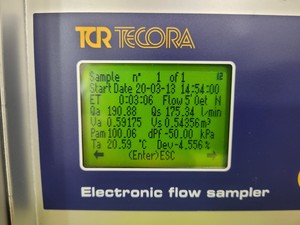 TCR TECORA
Sample n° 1 of 1
Start Date 20-03-13 14:54:00
ET 0:03:06 Flow 5 Det N
Qa 190.88 Qs 175.34 l/min
Va 0.59175 Vs 0.54356m³
Pam 100.06 dPf -50.00 kPa
Ta 20.59 °C Dev -4.556%
(Enter)ESC
Electronic flow sampler